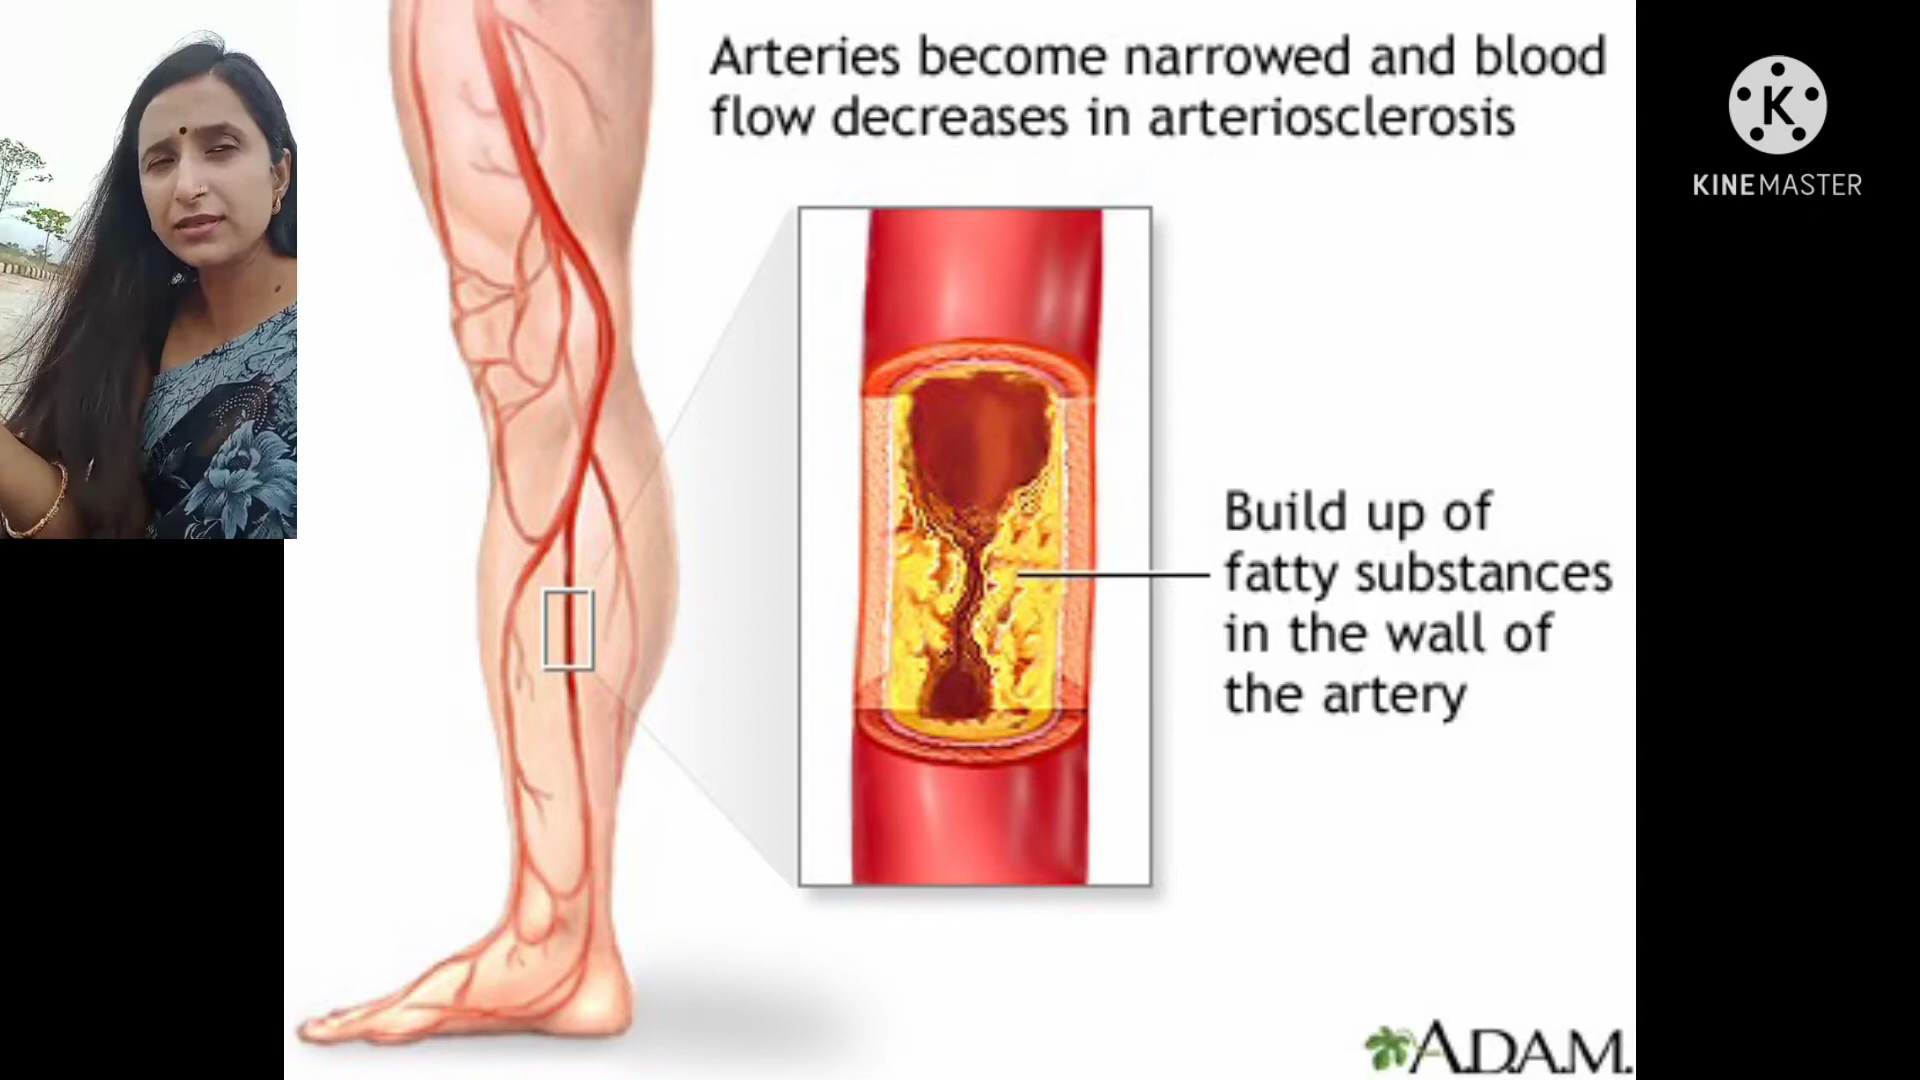 Arteries become narrowed and blood
flow decreases in arteriosclerosis
K
KINEMASTER
Build up of
fatty substances
in the wall of
the artery
A.D.A.M.